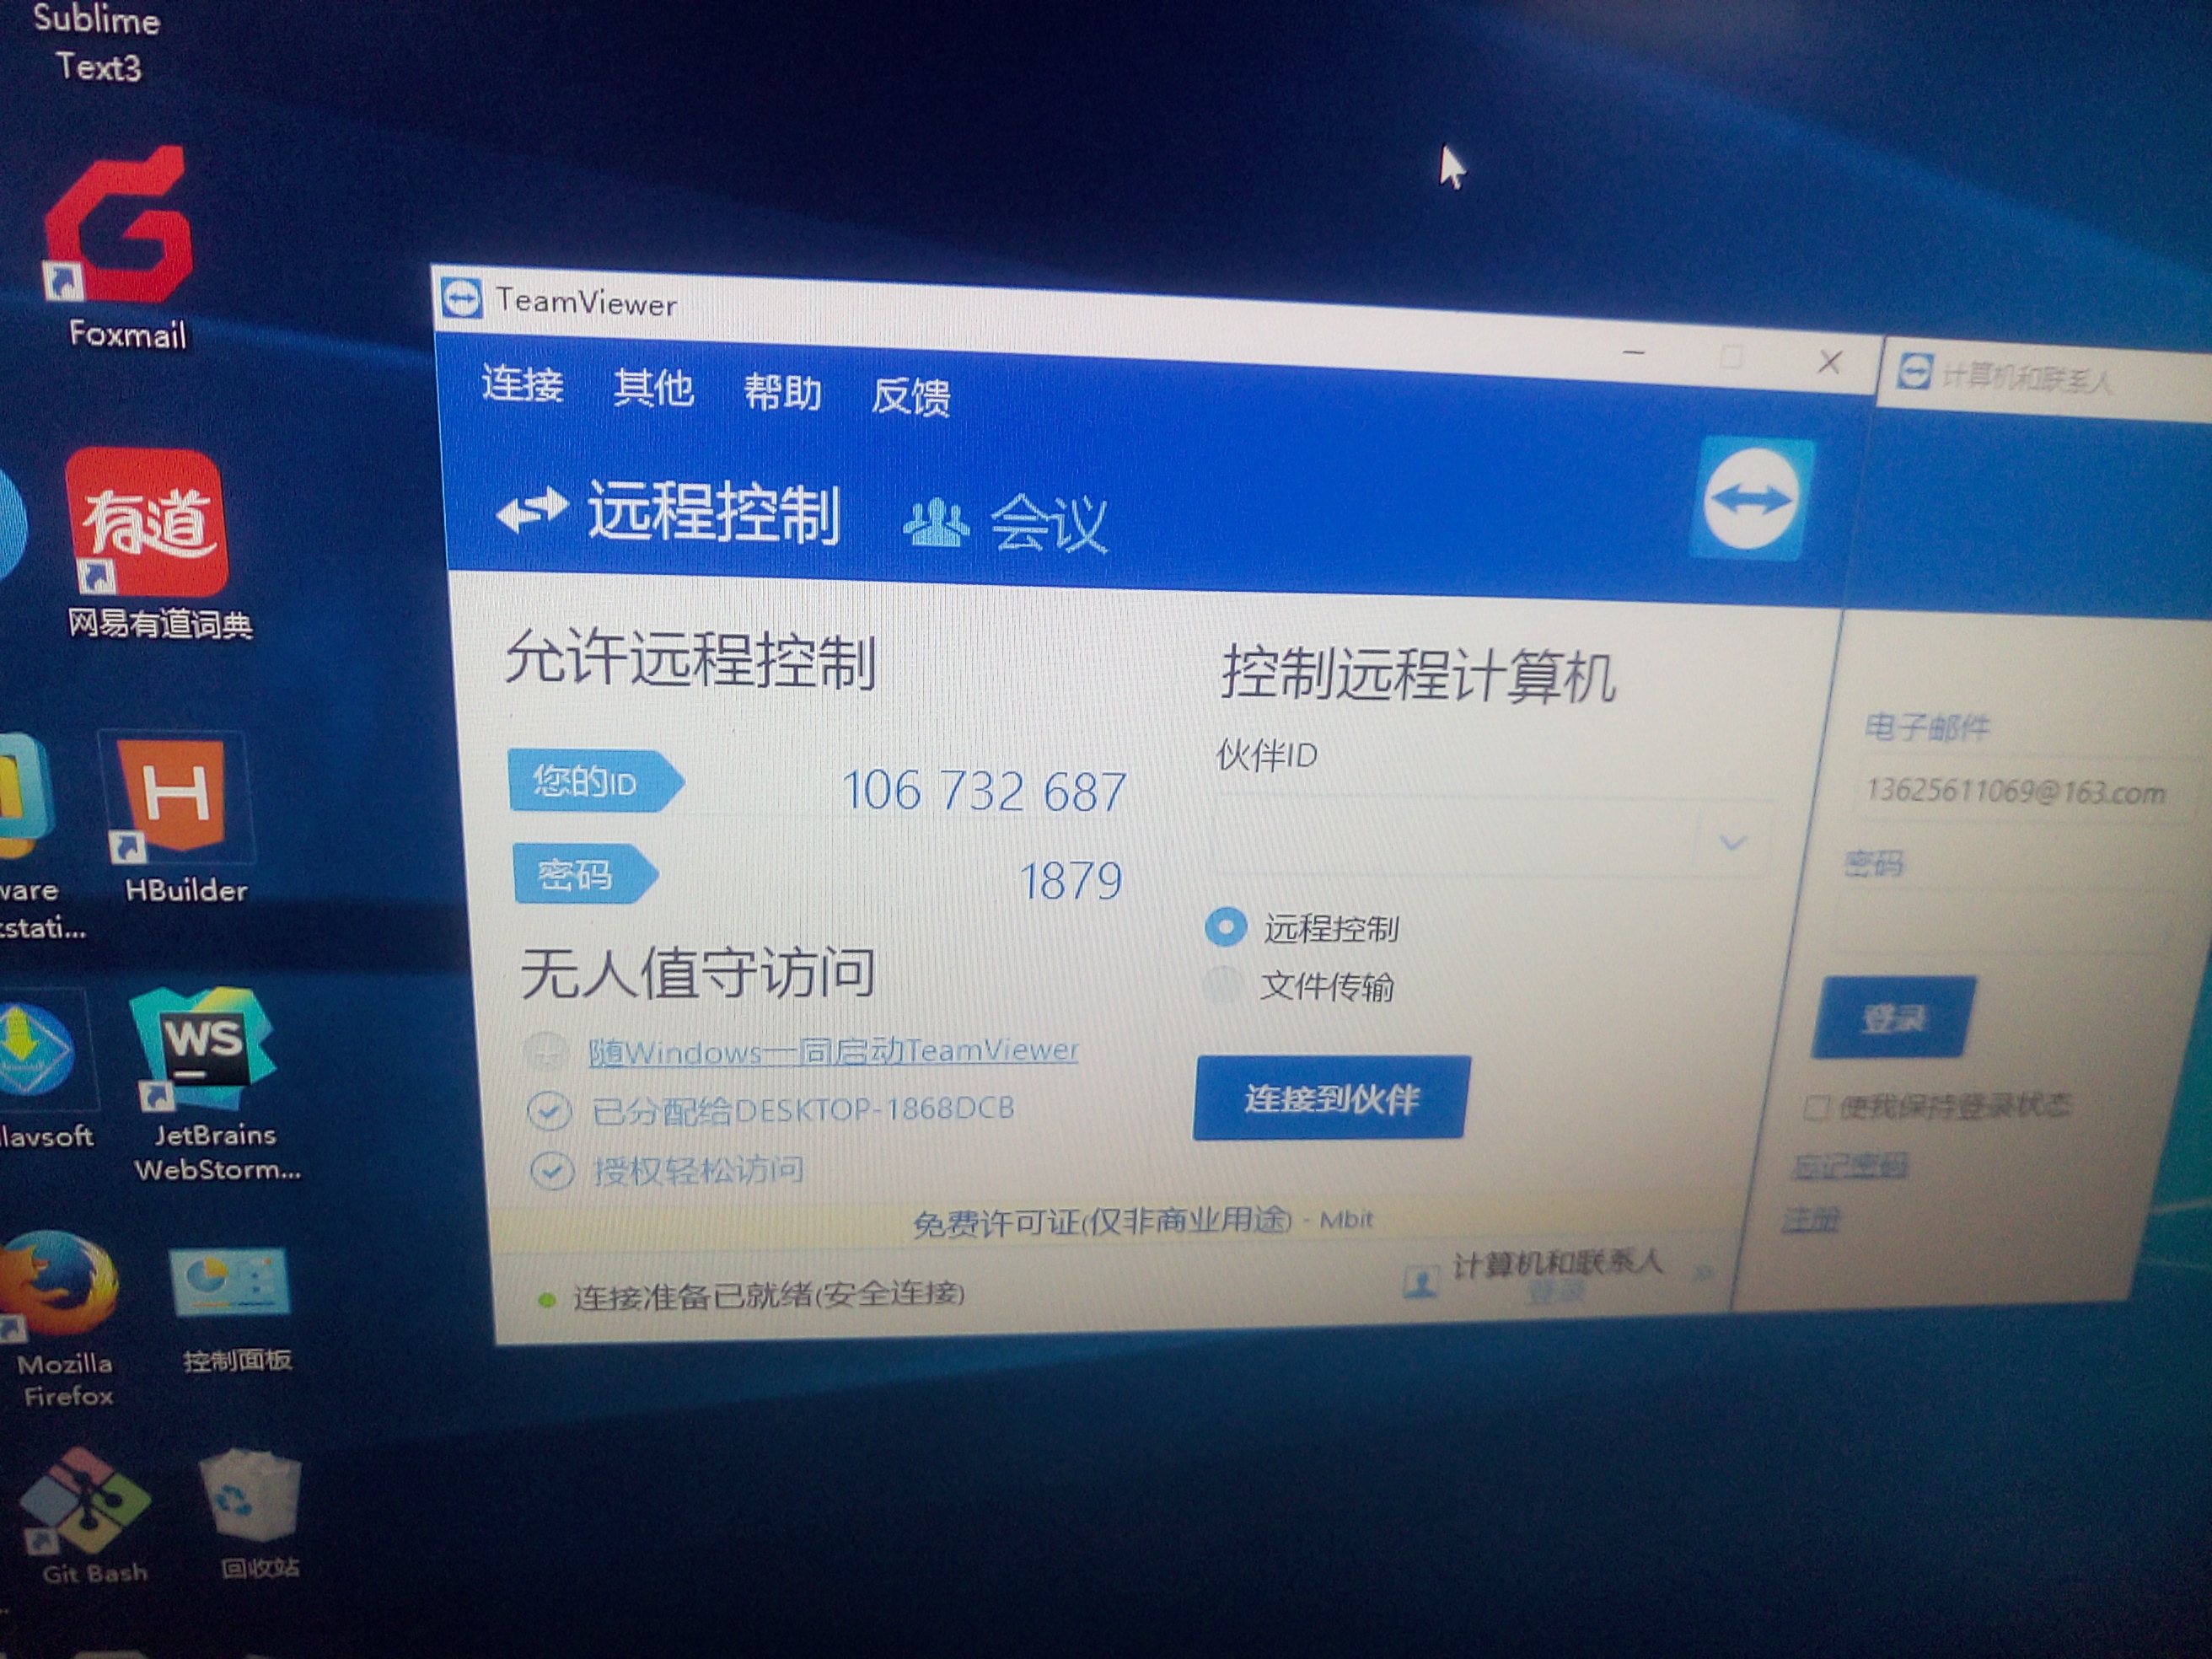 Sublime
Text3
Foxmail
有道
网易有道词典
H
HBuilder
WS
JetBrains
WebStorm...
Mozilla
Firefox
控制面板
Git Bash
回收站
TeamViewer
连接 其他 帮助 反馈
远程控制 会议
允许远程控制
您的ID 106 732 687
密码 1879
无人值守访问
随Windows一同启动TeamViewer
已分配给DESKTOP-1868DCB
授权轻松访问
控制远程计算机
伙伴ID
远程控制
文件传输
连接到伙伴
免费许可证(仅非商业用途) - Mbit
连接准备已就绪(安全连接)
计算机和联系人
登录
计算机和联系人
电子邮件
13625611069@163.com
密码
登录
使我保持登录状态
忘记密码
注册